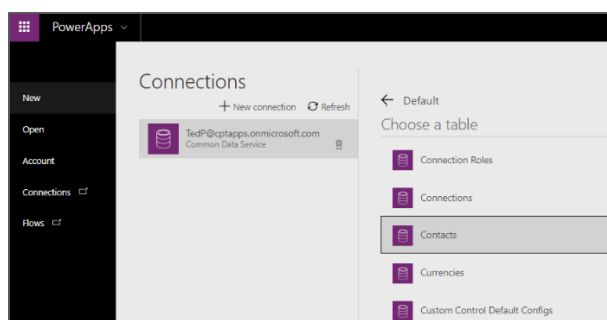 PowerApps
New
Open
Account
Connections
Flows
Connections
New connection
Refresh
TedP@cptapps.onmicrosoft.com
Common Data Service
Default
Choose a table
Connection Roles
Connections
Contacts
Currencies
Custom Control Default Configs